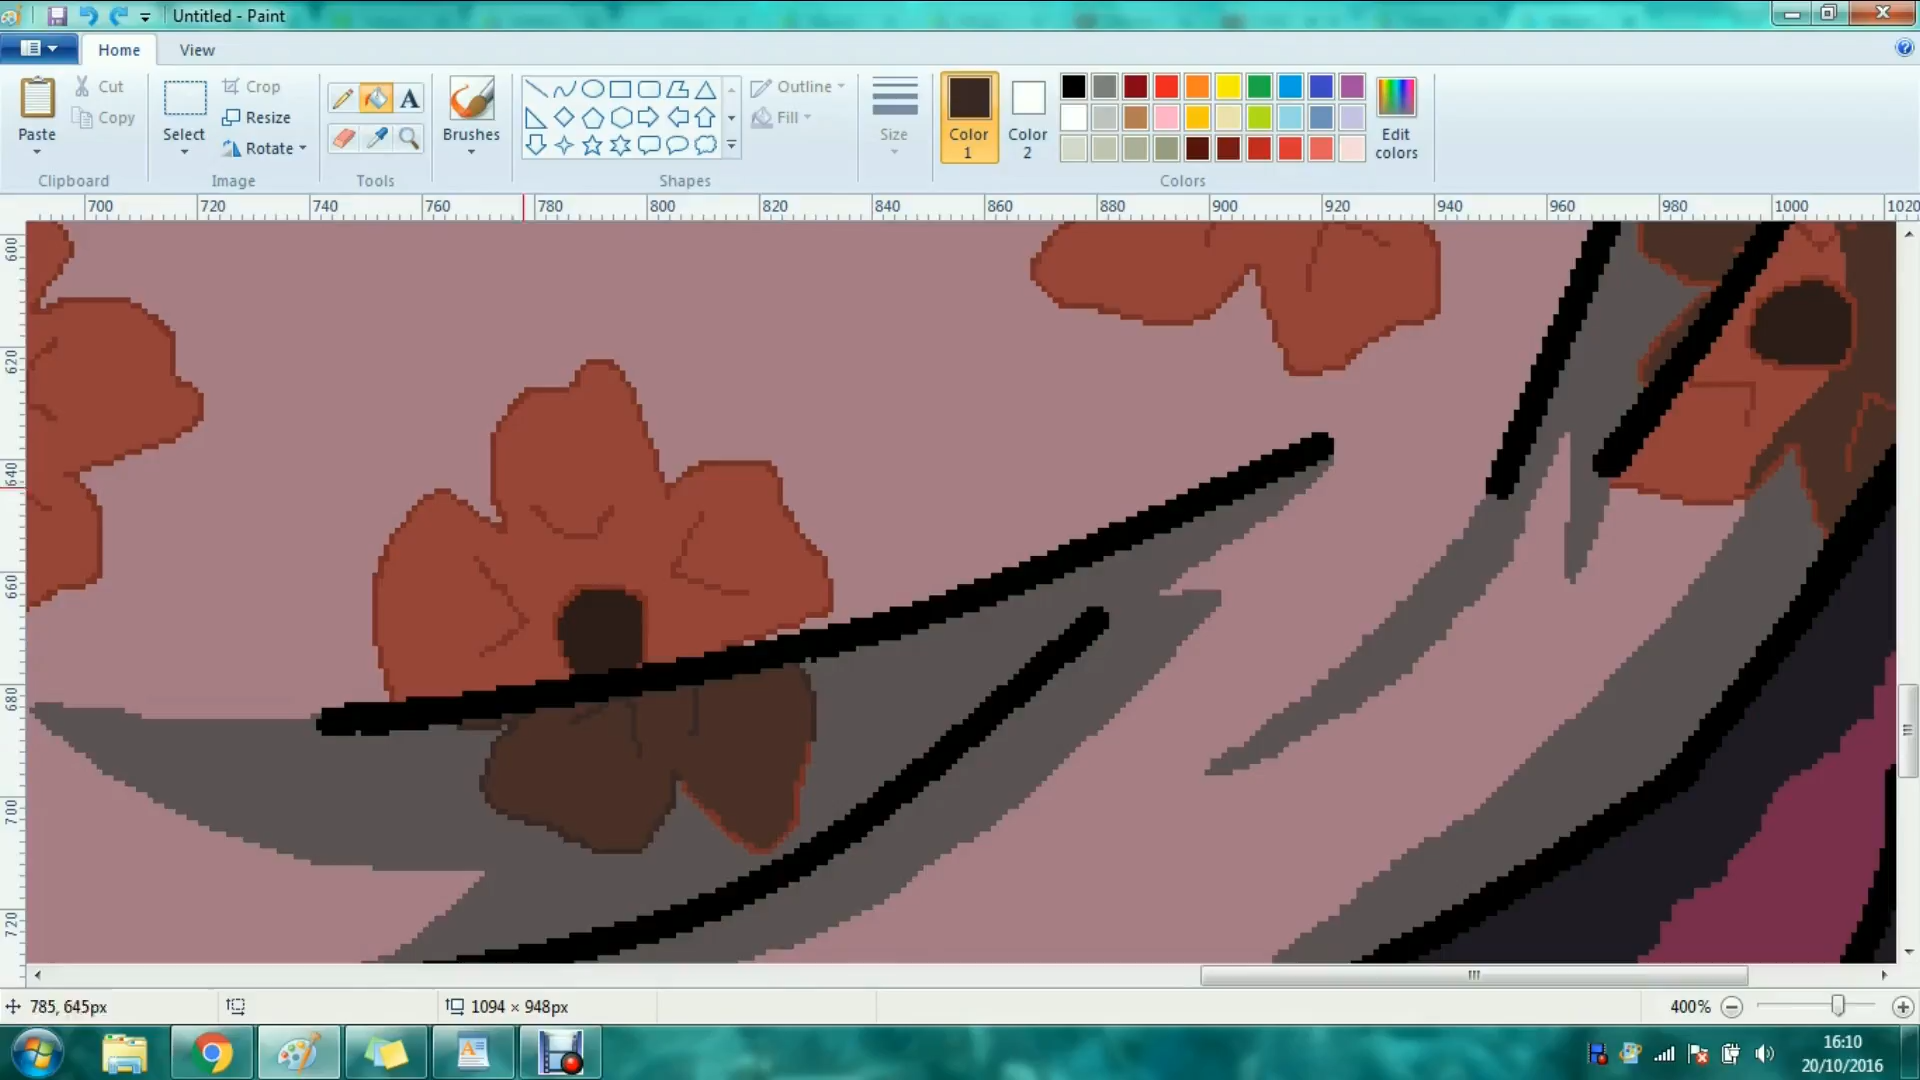 Untitled - Paint
Home View
Paste
Cut
Copy
Clipboard
Select
Crop
Resize
Rotate
Image
A
Tools
Brushes
Shapes
Outline
Fill
Size
Color 1
Color 2
Edit colors
Colors
700 720 740 760 780 800 820 840 860 880 900 920 940 960 980 1000 1020
600
620
640
660
680
700
720
785, 645px
1094 × 948px
400%
16:10
20/10/2016